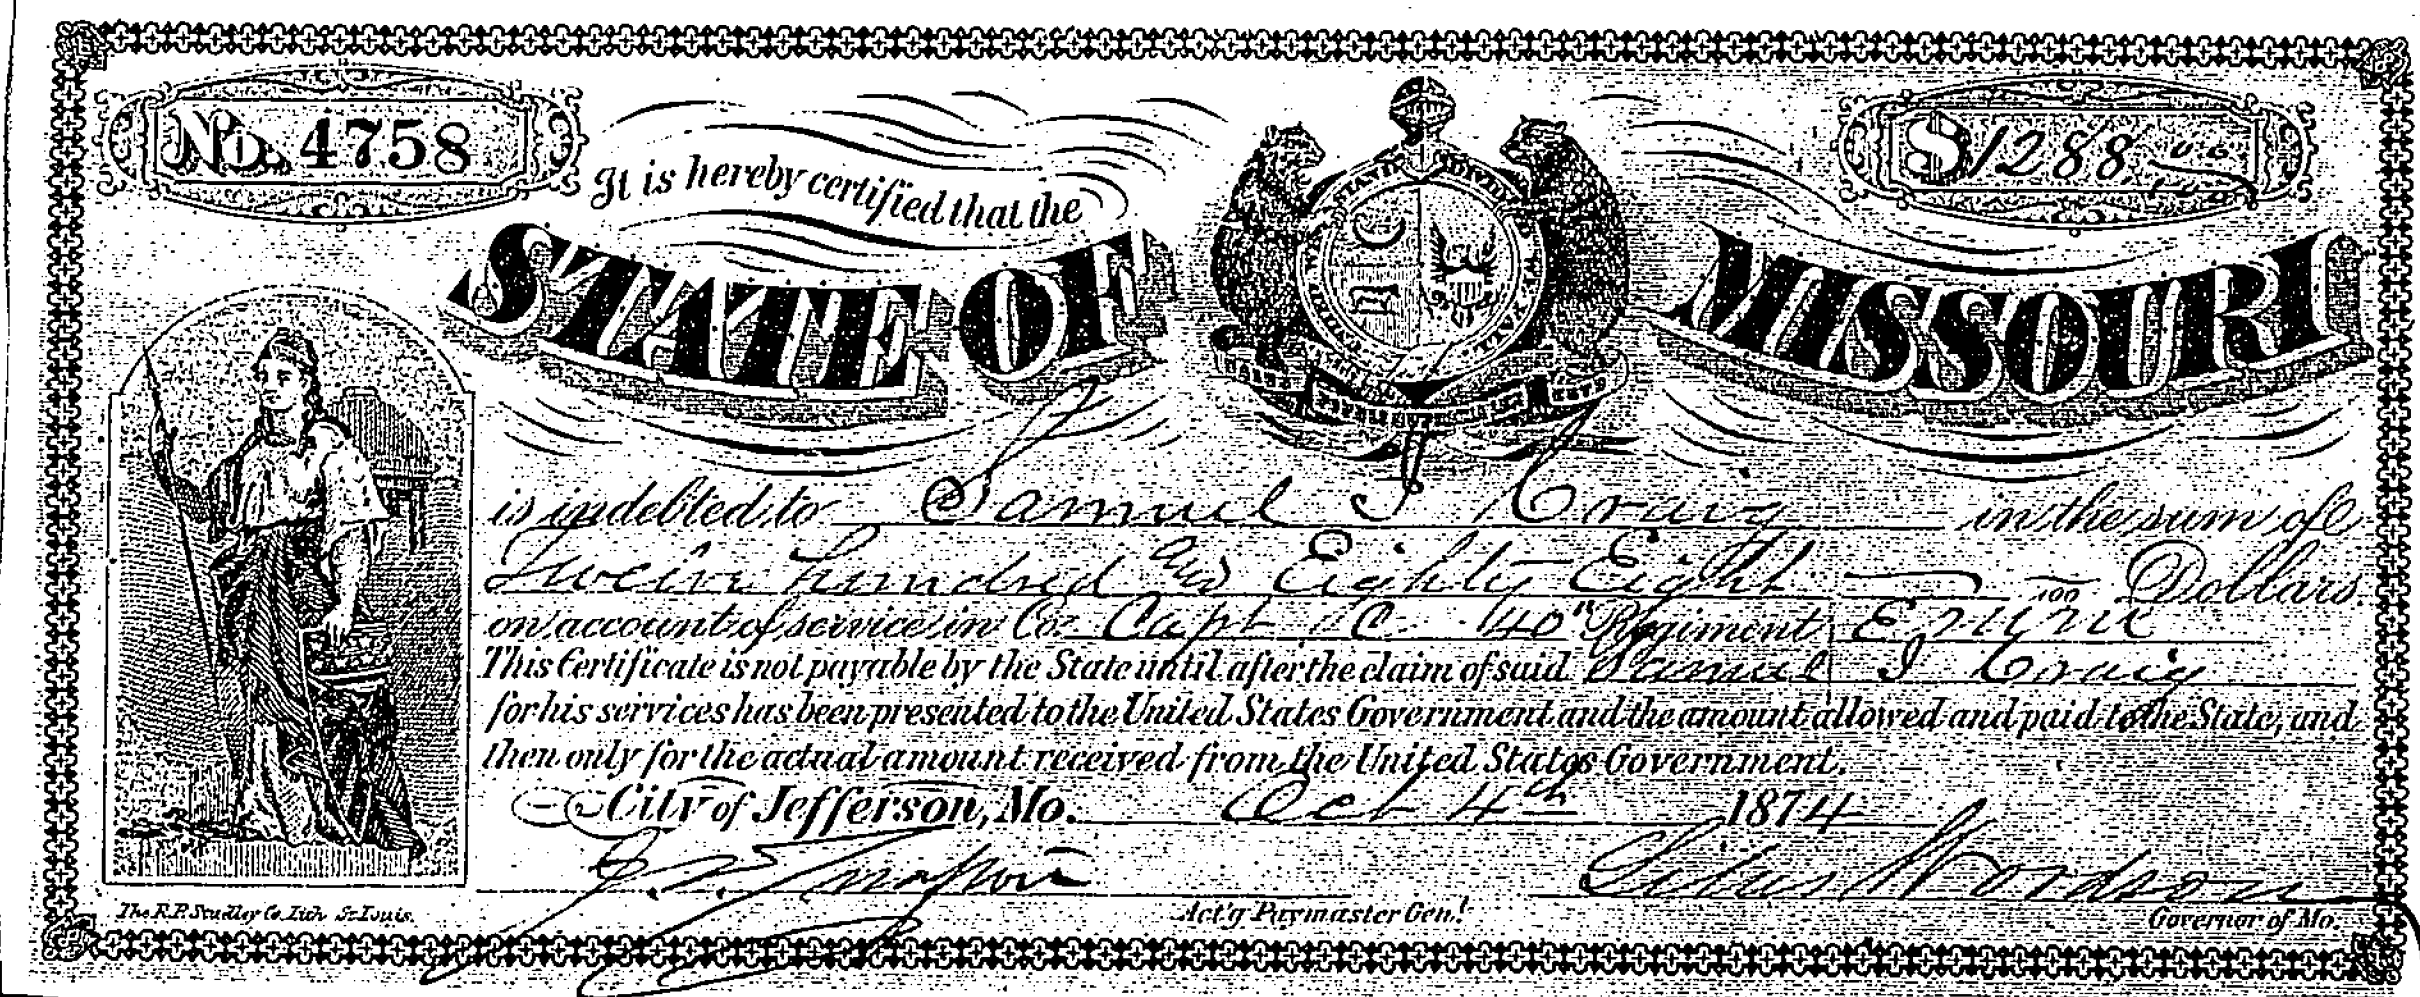 No. 4758
$1288 00/100
It is hereby certified that the
STATE OF MISSOURI
is indebted to Samuel I Craig in the sum of
Twelve hundred and Eighty Eight /100 Dollars
on account of service in Co. Capt "C" 40" Regiment
This Certificate is not payable by the State until after the claim of said Samuel I Craig
for his services has been presented to the United States Government and the amount allowed and paid to the State, and
then only for the actual amount received from the United States Government.
City of Jefferson, Mo. Oct 4th 1874
Silas Woodson
Act'g Paymaster Gen!
Governor of Mo.
The R.P. Studley Co. Lith St Louis.